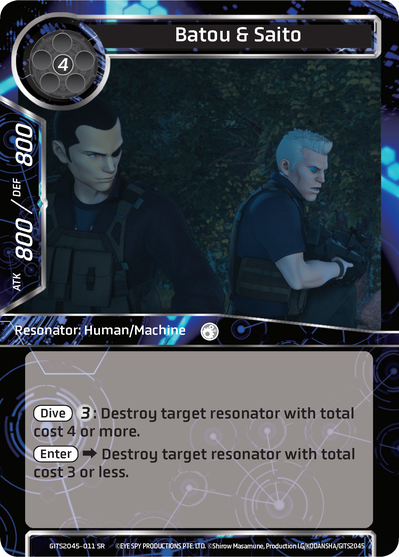 Batou & Saito
4
ATK 800 / DEF 800
Resonator: Human/Machine
Dive 3 : Destroy target resonator with total
cost 4 or more.
Enter ➡ Destroy target resonator with total
cost 3 or less.
GITS2045-011 SR ©EYE SPY PRODUCTIONS PTE. LTD. ©Shirow Masamune, Production I.G/KODANSHA/GITS2045